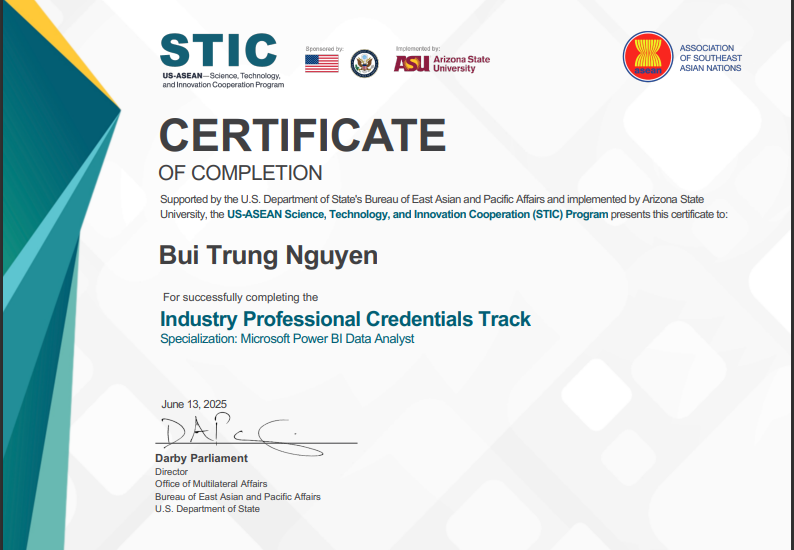 STIC
US-ASEAN—Science, Technology,
and Innovation Cooperation Program
Sponsored by:
Implemented by:
ASU Arizona State
University
asean
ASSOCIATION
OF SOUTHEAST
ASIAN NATIONS
CERTIFICATE
OF COMPLETION
Supported by the U.S. Department of State's Bureau of East Asian and Pacific Affairs and implemented by Arizona State
University, the US-ASEAN Science, Technology, and Innovation Cooperation (STIC) Program presents this certificate to:
Bui Trung Nguyen
For successfully completing the
Industry Professional Credentials Track
Specialization: Microsoft Power BI Data Analyst
June 13, 2025
Darby Parliament
Director
Office of Multilateral Affairs
Bureau of East Asian and Pacific Affairs
U.S. Department of State